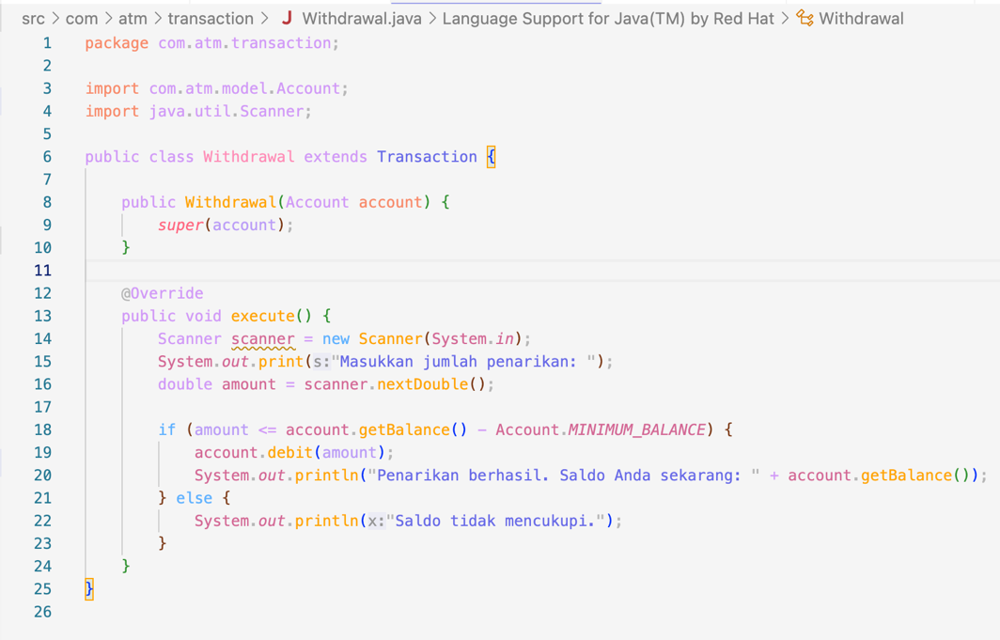 src > com > atm > transaction > J Withdrawal.java > Language Support for Java(TM) by Red Hat > Withdrawal
1 package com.atm.transaction;
2
3 import com.atm.model.Account;
4 import java.util.Scanner;
5
6 public class Withdrawal extends Transaction {
7
8 public Withdrawal(Account account) {
9 super(account);
10 }
11
12 @Override
13 public void execute() {
14 Scanner scanner = new Scanner(System.in);
15 System.out.print(s:"Masukkan jumlah penarikan: ");
16 double amount = scanner.nextDouble();
17
18 if (amount <= account.getBalance() - Account.MINIMUM_BALANCE) {
19 account.debit(amount);
20 System.out.println("Penarikan berhasil. Saldo Anda sekarang: " + account.getBalance());
21 } else {
22 System.out.println(x:"Saldo tidak mencukupi.");
23 }
24 }
25 }
26